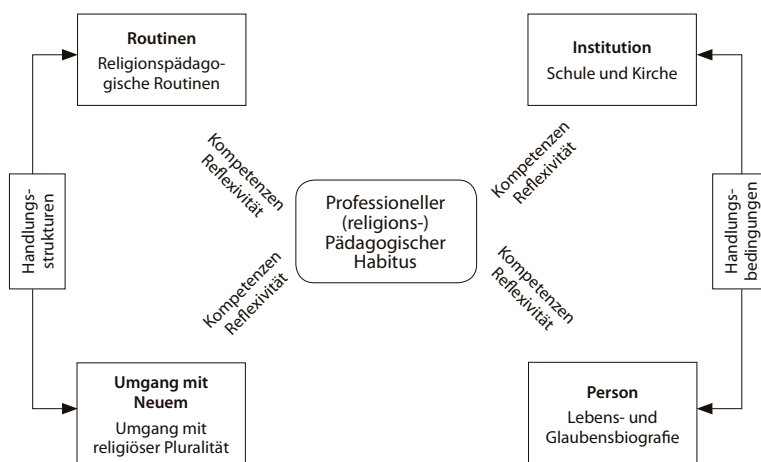 Routinen
Religionspädago-
gische Routinen
Institution
Schule und Kirche
Kompetenzen
Reflexivität
Kompetenzen
Reflexivität
Handlungs-
strukturen
Professioneller
(religions-)
Pädagogischer
Habitus
Handlungs-
bedingungen
Kompetenzen
Reflexivität
Kompetenzen
Reflexivität
Umgang mit
Neuem
Umgang mit
religiöser Pluralität
Person
Lebens- und
Glaubensbiografie